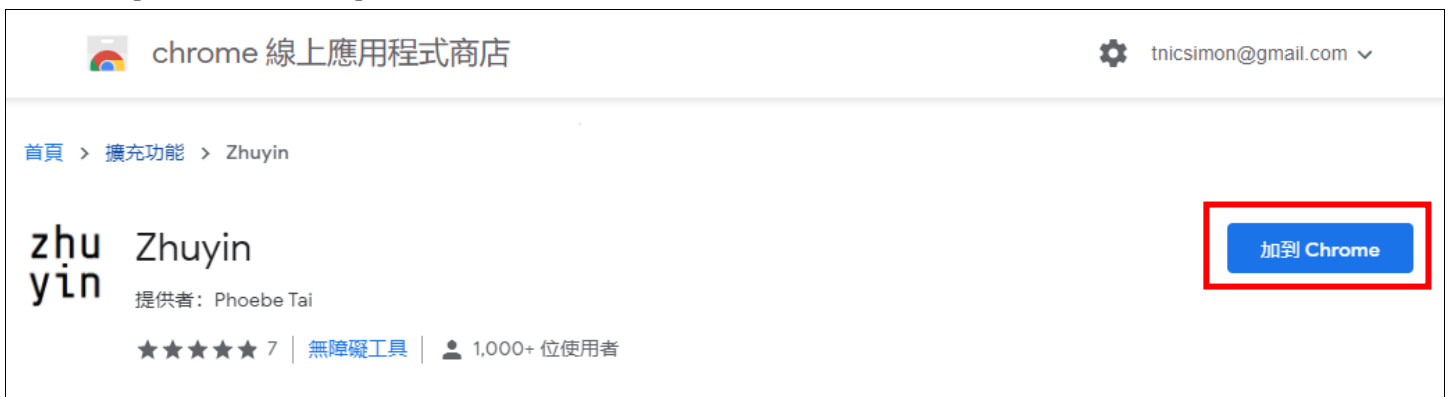 chrome 線上應用程式商店
tnicsimon@gmail.com
首頁 > 擴充功能 > Zhuyin
zhu
yin
Zhuyin
加到 Chrome
提供者：Phoebe Tai
★★★★★ 7 | 無障礙工具 | 1,000+ 位使用者